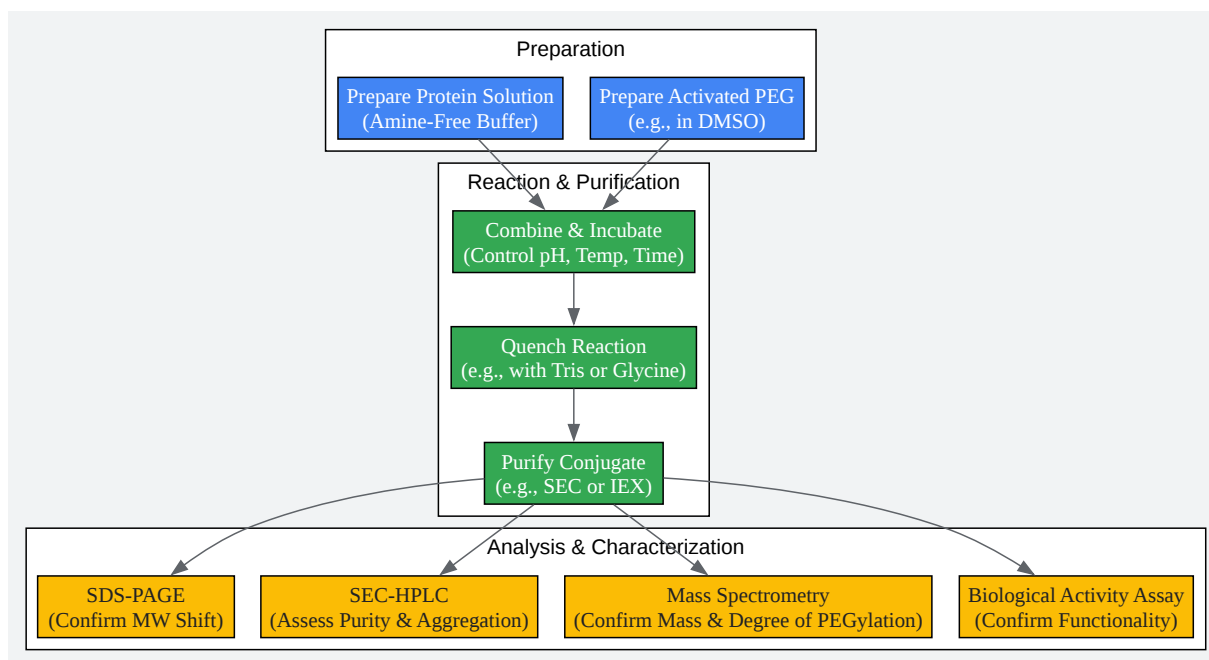 Preparation
Prepare Protein Solution
(Amine-Free Buffer)
Prepare Activated PEG
(e.g., in DMSO)
Reaction & Purification
Combine & Incubate
(Control pH, Temp, Time)
Quench Reaction
(e.g., with Tris or Glycine)
Purify Conjugate
(e.g., SEC or IEX)
Analysis & Characterization
SDS-PAGE
(Confirm MW Shift)
SEC-HPLC
(Assess Purity & Aggregation)
Mass Spectrometry
(Confirm Mass & Degree of PEGylation)
Biological Activity Assay
(Confirm Functionality)